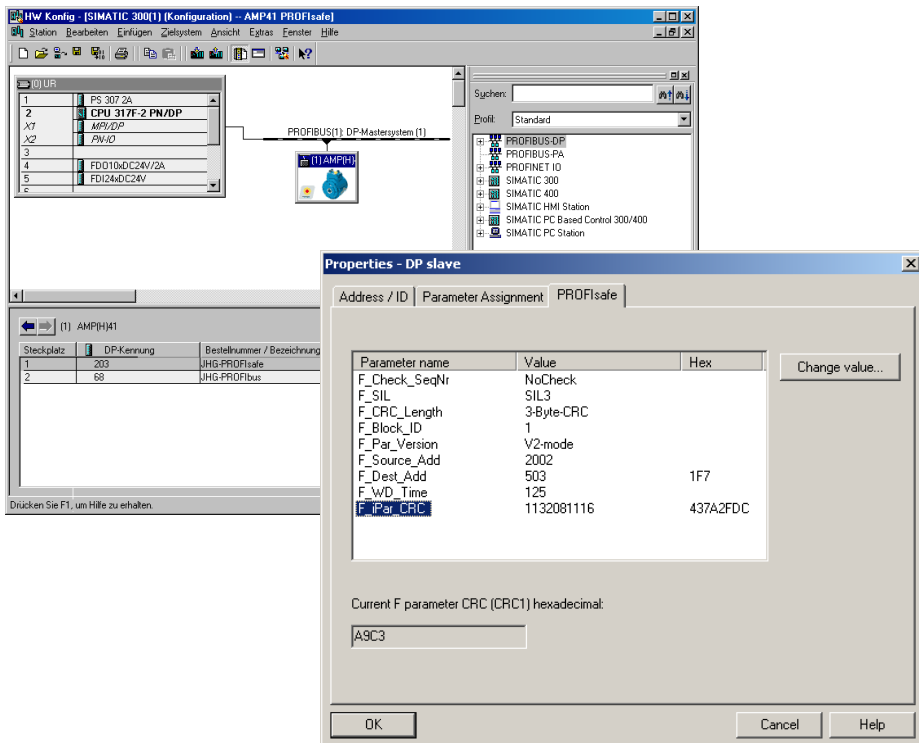 HW Konfig - [SIMATIC 300(1) (Konfiguration) -- AMP41 PROFIsafe]
Station Bearbeiten Einfügen Zielsystem Ansicht Extras Fenster Hilfe
(0) UR
1 PS 307 2A
2 CPU 317F-2 PN/DP
X1 MPI/DP
X2 PN-IO
3
4 FDO10xDC24V/2A
5 FDI24xDC24V
PROFIBUS(1): DP-Mastersystem (1)
(1) AMP(H)
Suchen:
Profil: Standard
PROFIBUS-DP
PROFIBUS-PA
PROFINET IO
SIMATIC 300
SIMATIC 400
SIMATIC HMI Station
SIMATIC PC Based Control 300/400
SIMATIC PC Station
(1) AMP(H)41
Steckplatz DP-Kennung Bestellnummer / Bezeichnung
1 203 JHG-PROFIsafe
2 68 JHG-PROFIbus
Drücken Sie F1, um Hilfe zu erhalten.
Properties - DP slave
Address / ID Parameter Assignment PROFIsafe
Parameter name Value Hex
F_Check_SeqNr NoCheck
F_SIL SIL3
F_CRC_Length 3-Byte-CRC
F_Block_ID 1
F_Par_Version V2-mode
F_Source_Add 2002
F_Dest_Add 503 1F7
F_WD_Time 125
F_iPar_CRC 1132081116 437A2FDC
Change value...
Current F parameter CRC (CRC1) hexadecimal:
A9C3
OK Cancel Help